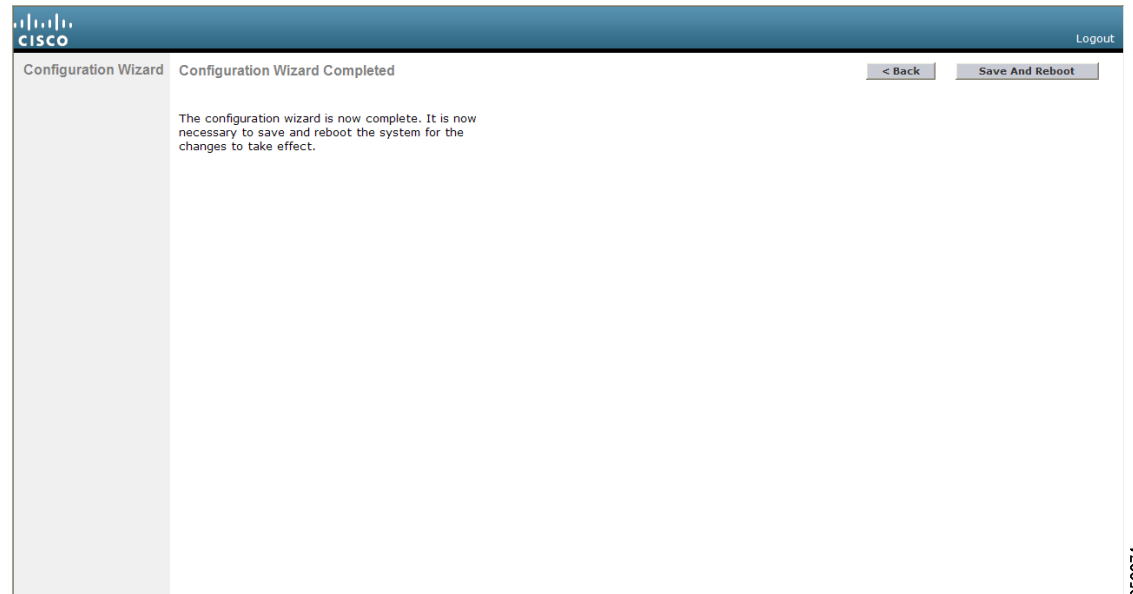 CISCO
Logout
Configuration Wizard
Configuration Wizard Completed
< Back
Save And Reboot
The configuration wizard is now complete. It is now
necessary to save and reboot the system for the
changes to take effect.